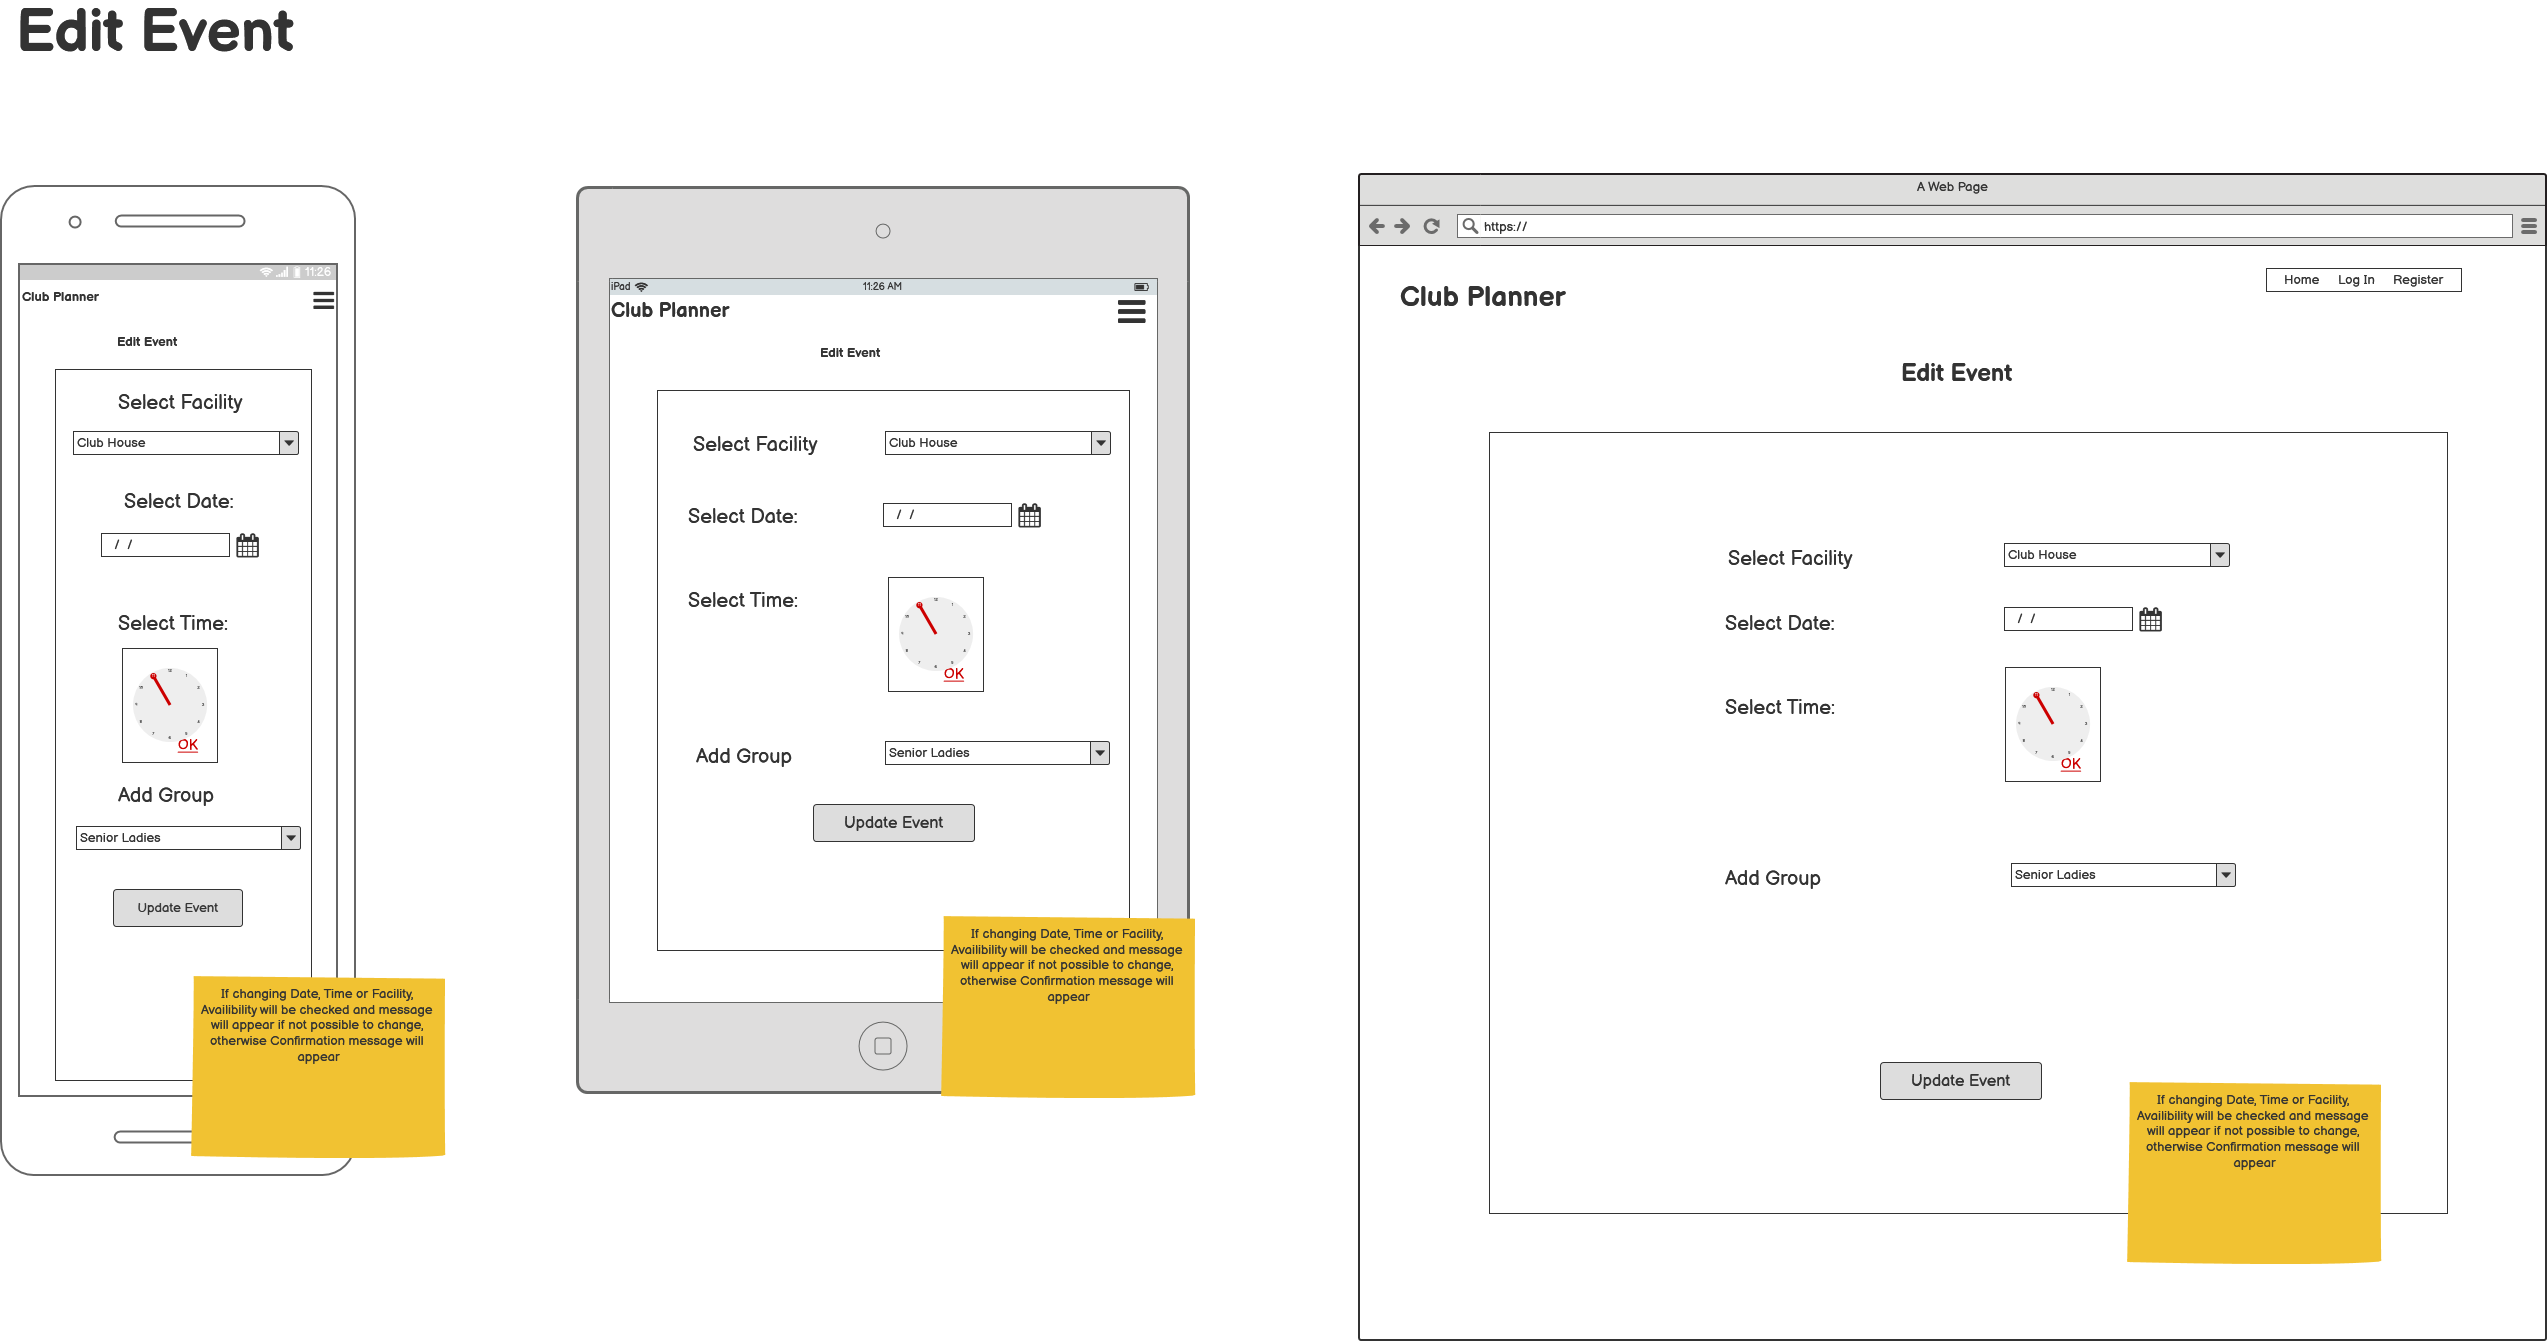 Edit Event
11:26
Club Planner
Edit Event
Select Facility
Club House
Select Date:
/ /
Select Time:
OK
Add Group
Senior Ladies
Update Event
If changing Date, Time or Facility,
Availibility will be checked and message
will appear if not possible to change,
otherwise Confirmation message will
appear
iPad
11:26 AM
Club Planner
Edit Event
Select Facility
Club House
Select Date:
/ /
Select Time:
OK
Add Group
Senior Ladies
Update Event
If changing Date, Time or Facility,
Availibility will be checked and message
will appear if not possible to change,
otherwise Confirmation message will
appear
A Web Page
https://
Home Log In Register
Club Planner
Edit Event
Select Facility
Club House
Select Date:
/ /
Select Time:
OK
Add Group
Senior Ladies
Update Event
If changing Date, Time or Facility,
Availibility will be checked and message
will appear if not possible to change,
otherwise Confirmation message will
appear